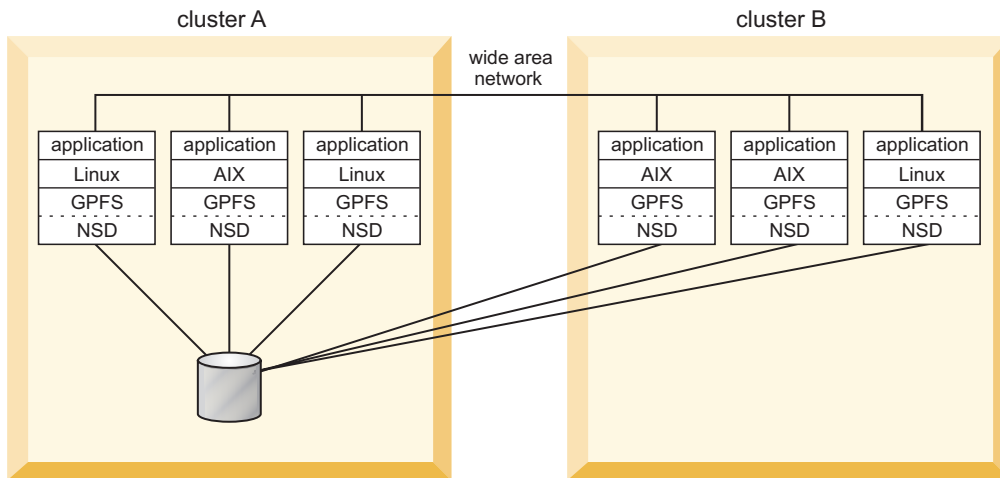 cluster A
cluster B
wide area
network
application application application application application application
Linux AIX Linux AIX AIX Linux
GPFS GPFS GPFS GPFS GPFS GPFS
NSD NSD NSD NSD NSD NSD